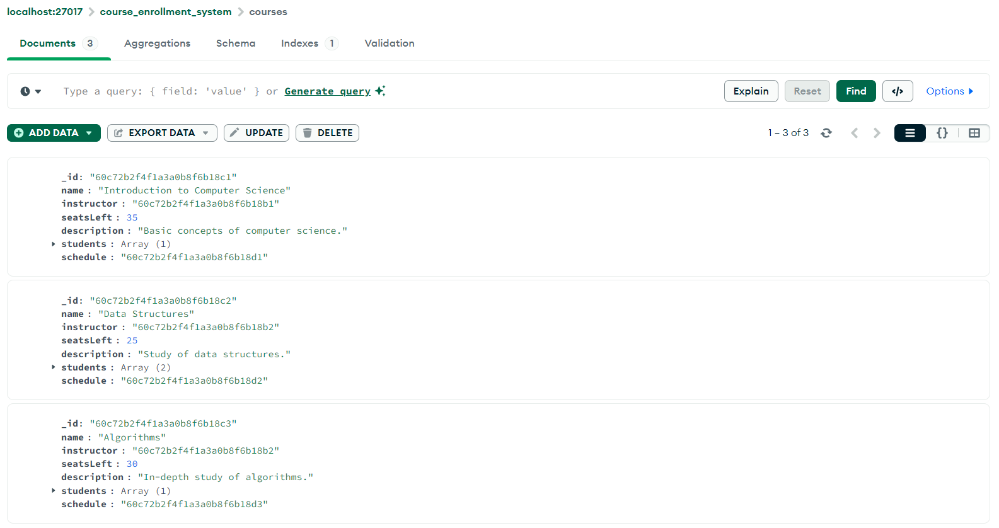 localhost:27017 > course_enrollment_system > courses
Documents 3 Aggregations Schema Indexes 1 Validation
Type a query: { field: 'value' } or Generate query Explain Reset Find </> Options
ADD DATA EXPORT DATA UPDATE DELETE 1 – 3 of 3 {}
_id: "60c72b2f4f1a3a0b8f6b18c1"
name : "Introduction to Computer Science"
instructor : "60c72b2f4f1a3a0b8f6b18b1"
seatsLeft : 35
description : "Basic concepts of computer science."
students : Array (1)
schedule : "60c72b2f4f1a3a0b8f6b18d1"
_id: "60c72b2f4f1a3a0b8f6b18c2"
name : "Data Structures"
instructor : "60c72b2f4f1a3a0b8f6b18b2"
seatsLeft : 25
description : "Study of data structures."
students : Array (2)
schedule : "60c72b2f4f1a3a0b8f6b18d2"
_id: "60c72b2f4f1a3a0b8f6b18c3"
name : "Algorithms"
instructor : "60c72b2f4f1a3a0b8f6b18b2"
seatsLeft : 30
description : "In-depth study of algorithms."
students : Array (1)
schedule : "60c72b2f4f1a3a0b8f6b18d3"